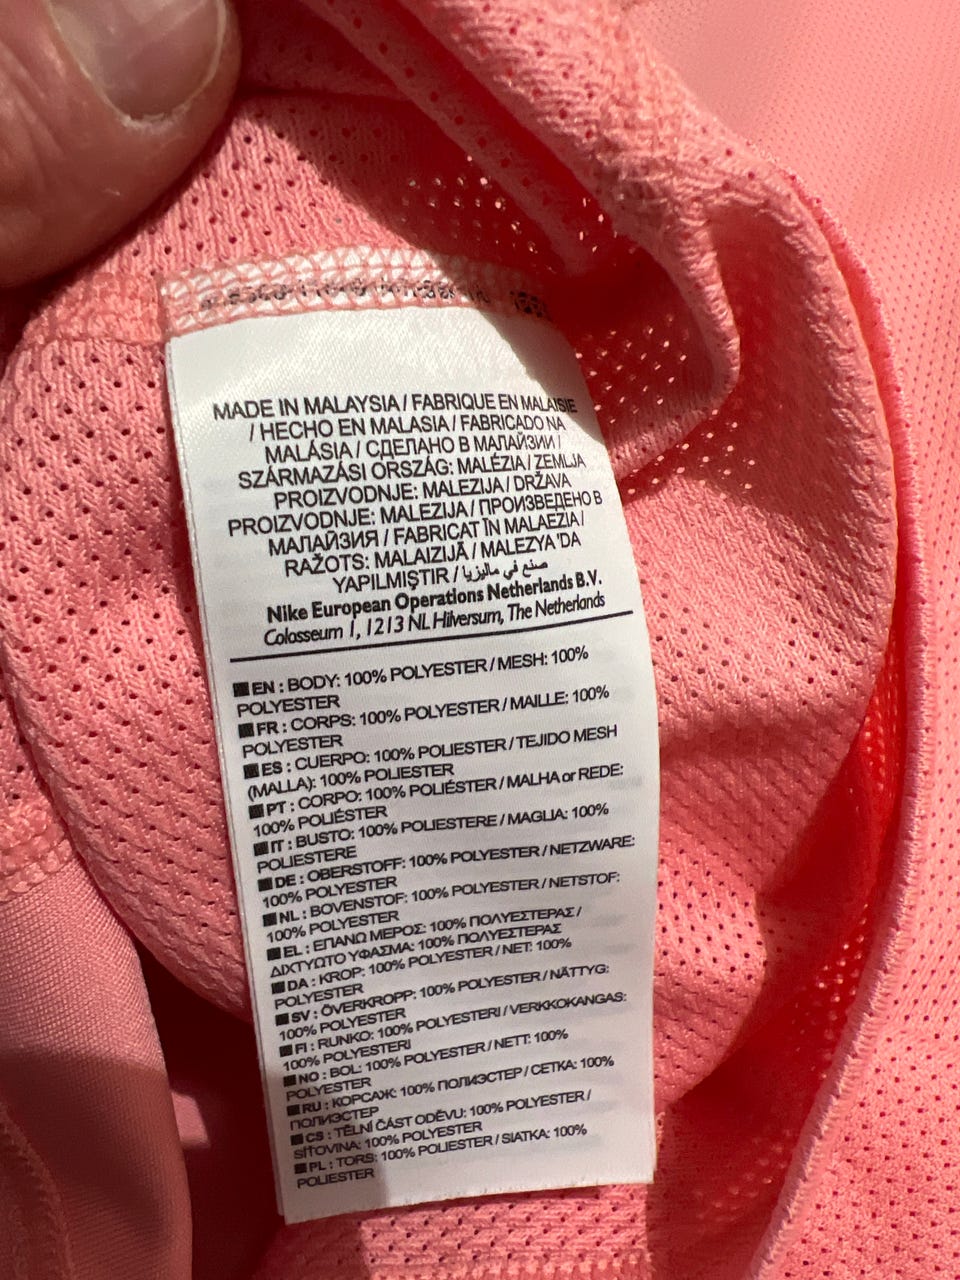 MADE IN MALAYSIA / FABRIQUE EN MALAISIE
/ HECHO EN MALASIA / FABRICADO NA
MALÁSIA / СДЕЛАНО В МАЛАЙЗИИ /
SZÁRMAZÁSI ORSZÁG: MALÉZIA / ZEMLJA
PROIZVODNJE: MALEZIJA / DRŽAVA
PROIZVODNJE: MALEZIJA / ПРОИЗВЕДЕНО В
МАЛАЙЗИЯ / FABRICAT ÎN MALAEZIA /
RAŽOTS: MALAIZIJĀ / MALEZYA 'DA
YAPILMIŞTIR / صنع في ماليزيا
Nike European Operations Netherlands B.V.
Colosseum 1, 1213 NL Hilversum, The Netherlands
EN : BODY: 100% POLYESTER / MESH: 100%
POLYESTER
FR : CORPS: 100% POLYESTER / MAILLE: 100%
POLYESTER
ES : CUERPO: 100% POLIESTER / TEJIDO MESH
(MALLA): 100% POLIESTER
PT : CORPO: 100% POLIÉSTER / MALHA or REDE:
100% POLIÉSTER
IT : BUSTO: 100% POLIESTERE / MAGLIA: 100%
POLIESTERE
DE : OBERSTOFF: 100% POLYESTER / NETZWARE:
100% POLYESTER
NL : BOVENSTOF: 100% POLYESTER / NETSTOF:
100% POLYESTER
EL : ΕΠΑΝΩ ΜΕΡΟΣ: 100% ΠΟΛΥΕΣΤΕΡΑΣ /
ΔΙΧΤΥΩΤΟ ΥΦΑΣΜΑ: 100% ΠΟΛΥΕΣΤΕΡΑΣ
DA : KROP: 100% POLYESTER / NET: 100%
POLYESTER
SV : ÖVERKROPP: 100% POLYESTER / NÄTTYG:
100% POLYESTER
FI : RUNKO: 100% POLYESTERI / VERKKOKANGAS:
100% POLYESTERI
NO : BOL: 100% POLYESTER / NETT: 100%
POLYESTER
RU : КОРСАЖ: 100% ПОЛИЭСТЕР / СЕТКА: 100%
ПОЛИЭСТЕР
CS : TĚLNÍ ČÁST ODĚVU: 100% POLYESTER /
SÍŤOVINA: 100% POLYESTER
PL : TORS: 100% POLIESTER / SIATKA: 100%
POLIESTER